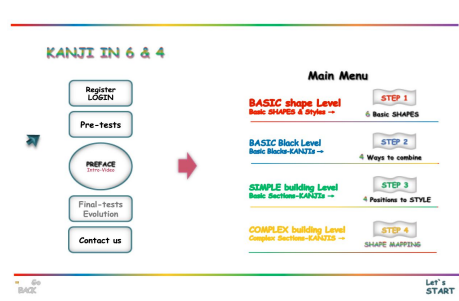 KANJI IN 6 & 4
Register
LOGIN
Pre-tests
PREFACE
Intro-Video
Final-tests
Evolution
Contact us
Main Menu
BASIC shape Level
Basic SHAPES & Styles →
STEP 1
6 Basic SHAPES
BASIC Black Level
Basic Blacks-KANJIs →
STEP 2
4 Ways to combine
SIMPLE building Level
Basic Sections-KANJIs →
STEP 3
4 Positions to STYLE
COMPLEX building Level
Complex Sections-KANJIS →
STEP 4
SHAPE MAPPING
Go
BACK
Let's
START